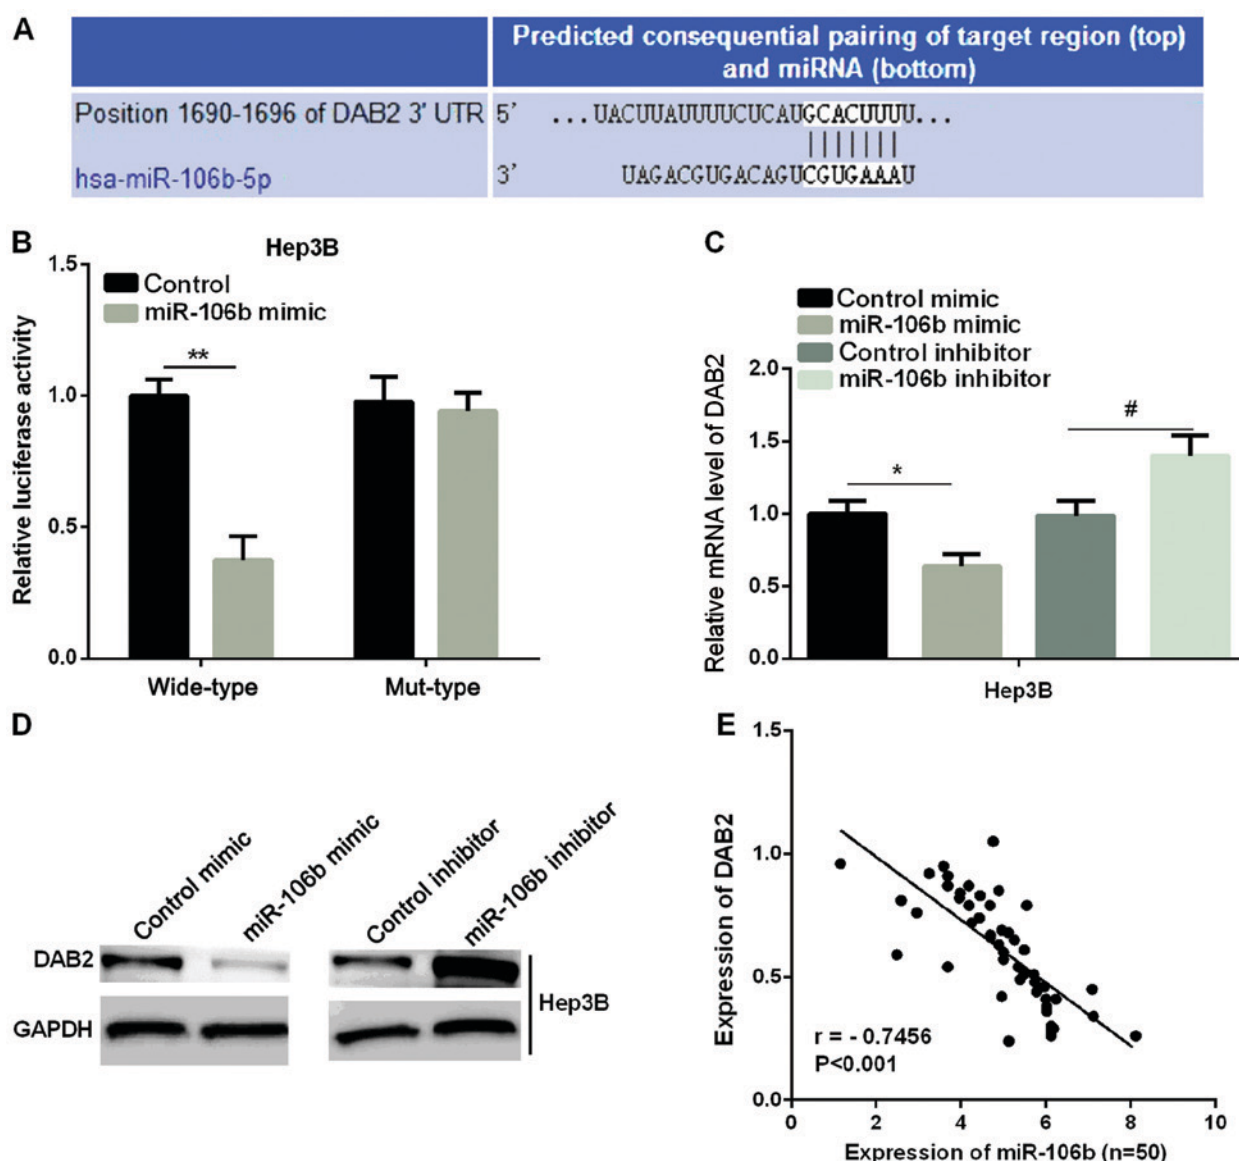 A
Predicted consequential pairing of target region (top)
and miRNA (bottom)
Position 1690-1696 of DAB2 3' UTR 5' ...UACUUAUUUUCUCAUGCACUUUU...
hsa-miR-106b-5p 3' UAGACGUGACAGUCGUGAAAU
B
Hep3B
Control
miR-106b mimic
**
Relative luciferase activity
1.5
1.0
0.5
0.0
Wide-type Mut-type
C
Control mimic
miR-106b mimic
Control inhibitor
miR-106b inhibitor
*
#
Relative mRNA level of DAB2
2.0
1.5
1.0
0.5
0.0
Hep3B
D
Control mimic
miR-106b mimic
Control inhibitor
miR-106b inhibitor
DAB2
GAPDH
Hep3B
E
Expression of DAB2
1.5
1.0
0.5
0.0
r = - 0.7456
P<0.001
0 2 4 6 8 10
Expression of miR-106b (n=50)